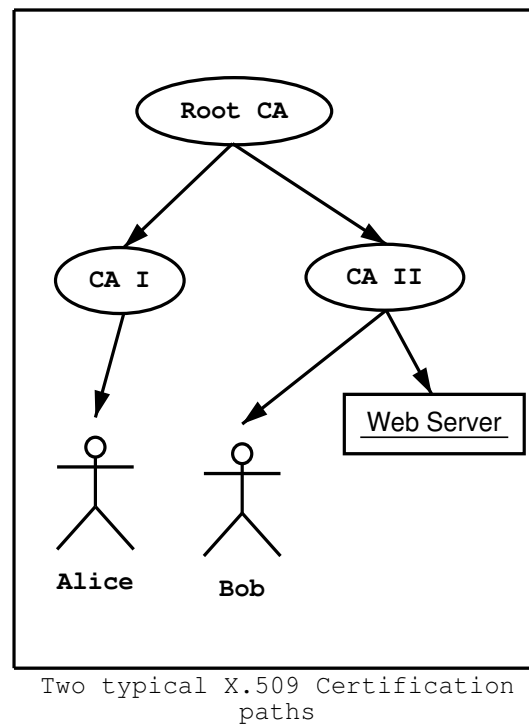 Root CA
CA I
CA II
Web Server
Alice
Bob
Two typical X.509 Certification
paths